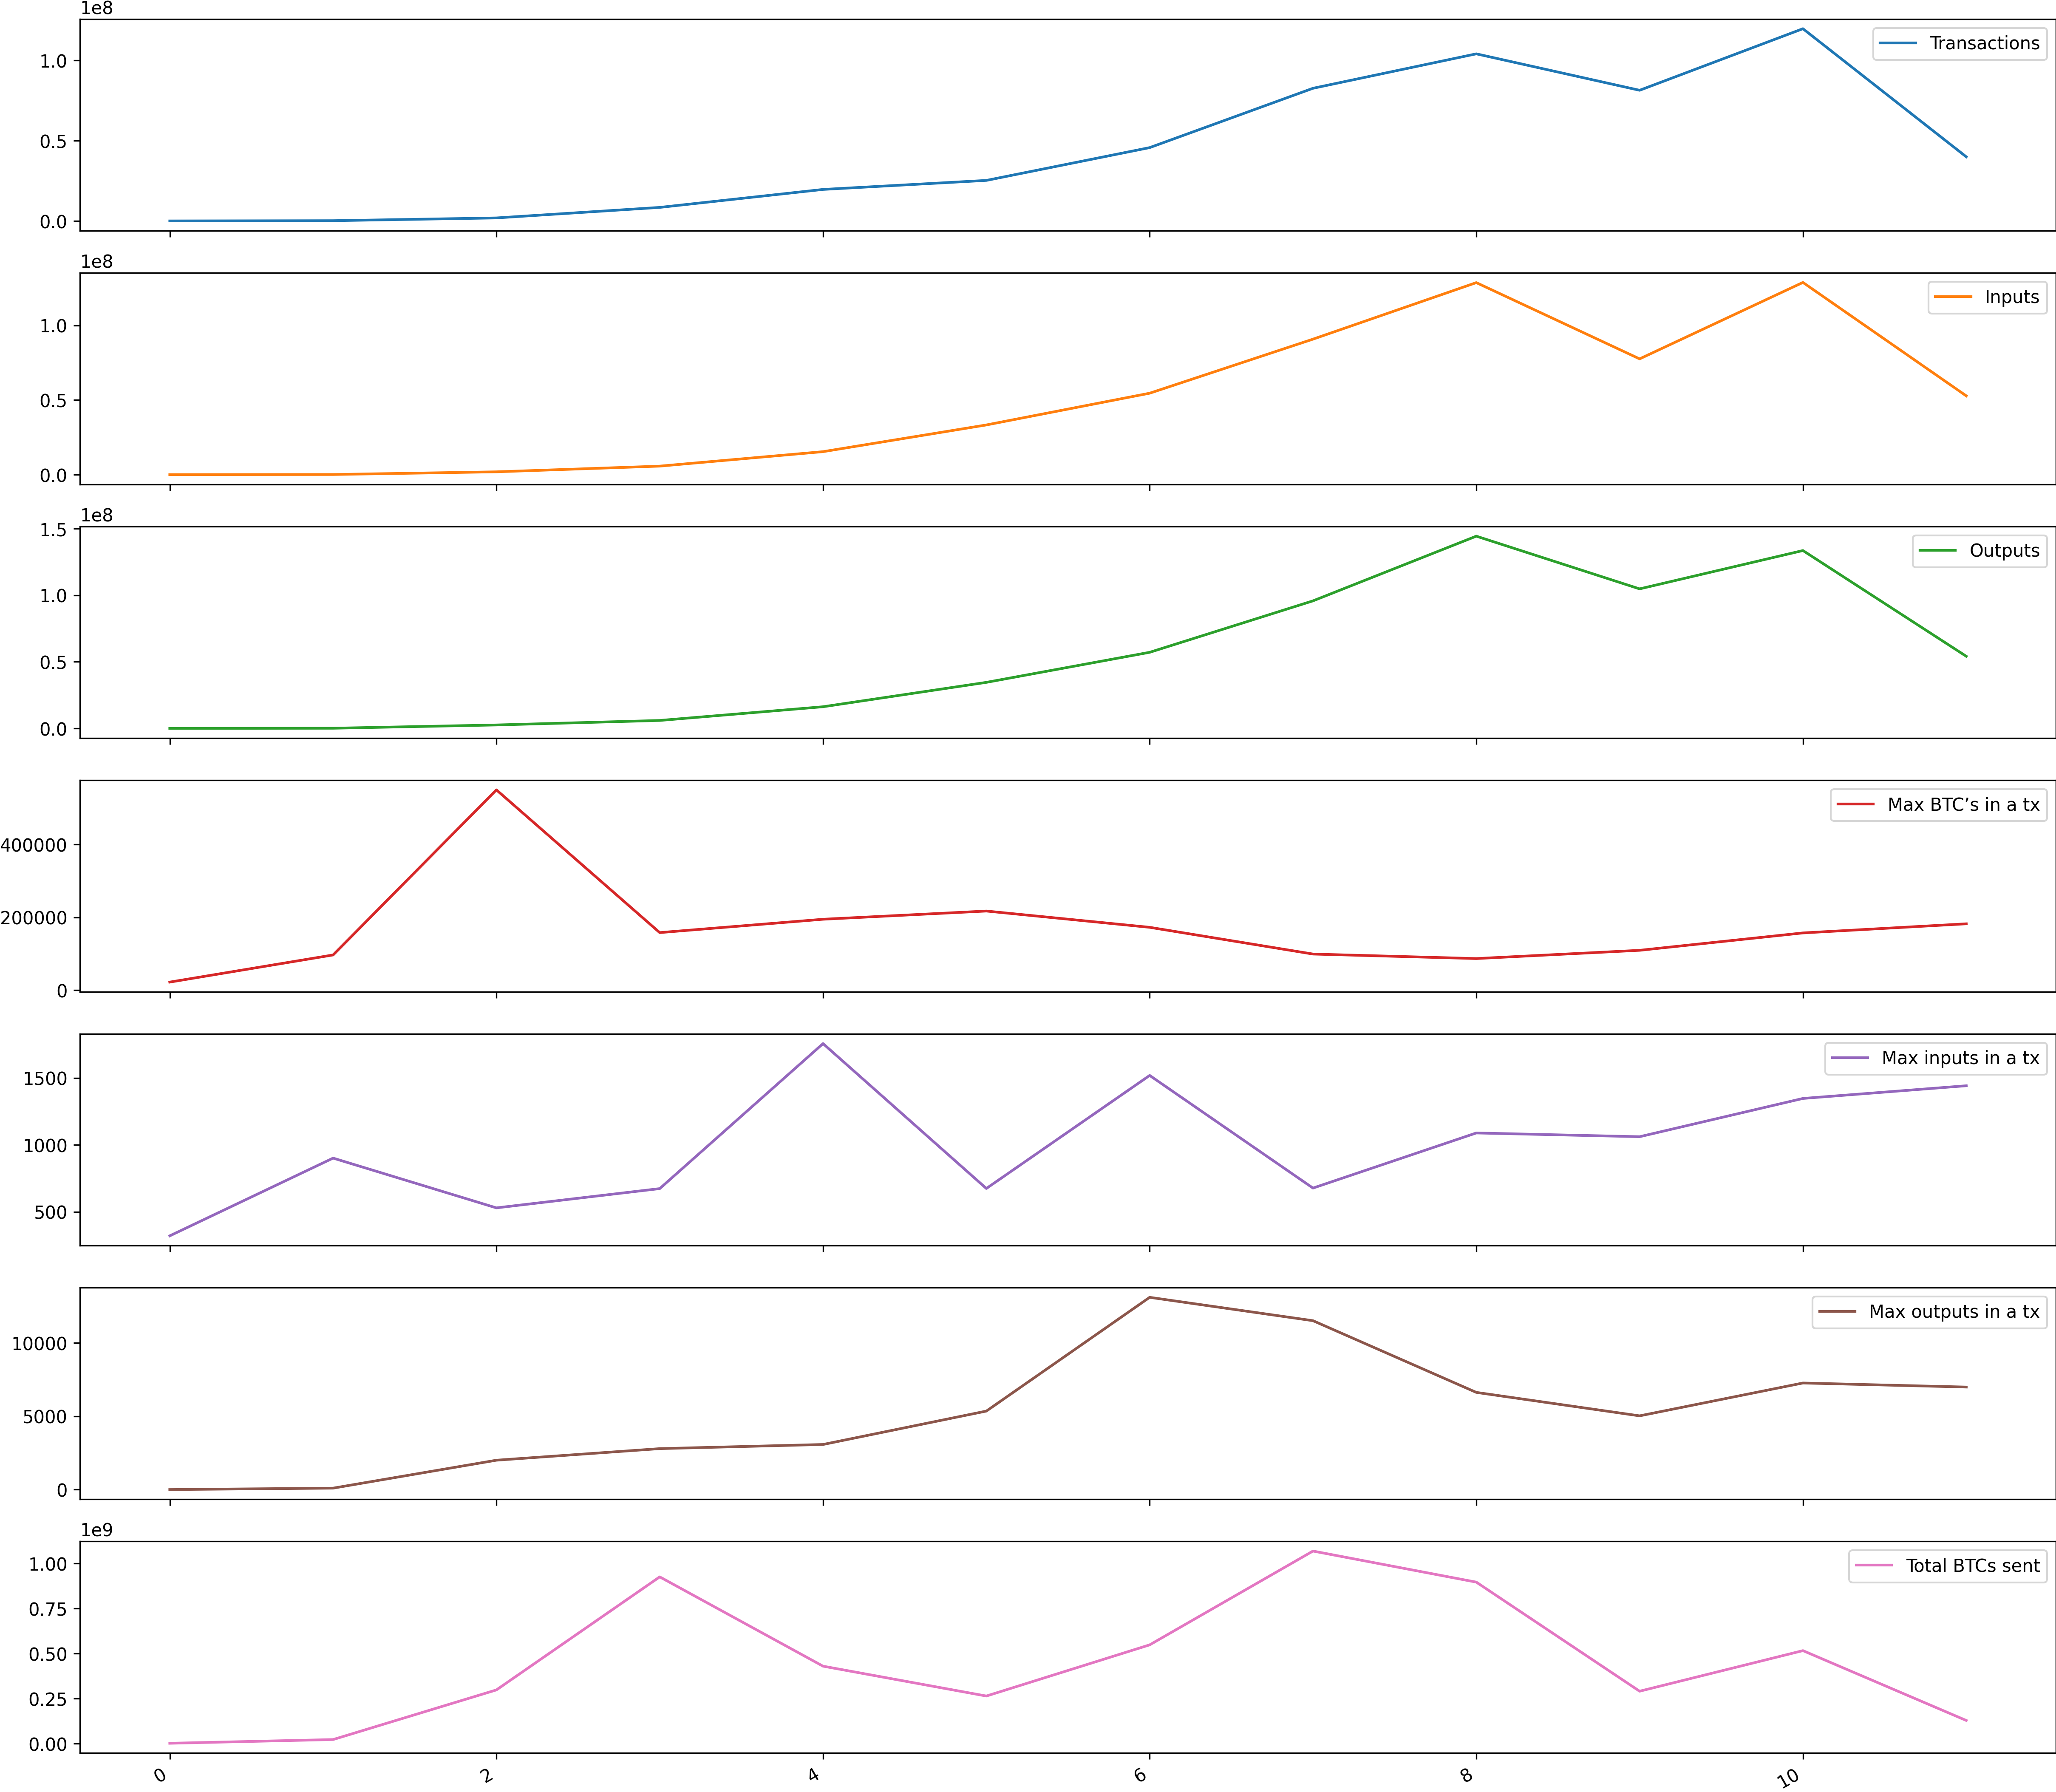 1e8
Transactions
1.0
0.5
0.0
1e8
Inputs
1.0
0.5
0.0
1e8
1.5
Outputs
1.0
0.5
0.0
Max BTC’s in a tx
400000
200000
0
Max inputs in a tx
1500
1000
500
Max outputs in a tx
10000
5000
0
1e9
Total BTCs sent
1.00
0.75
0.50
0.25
0.00
0 2 4 6 8 10